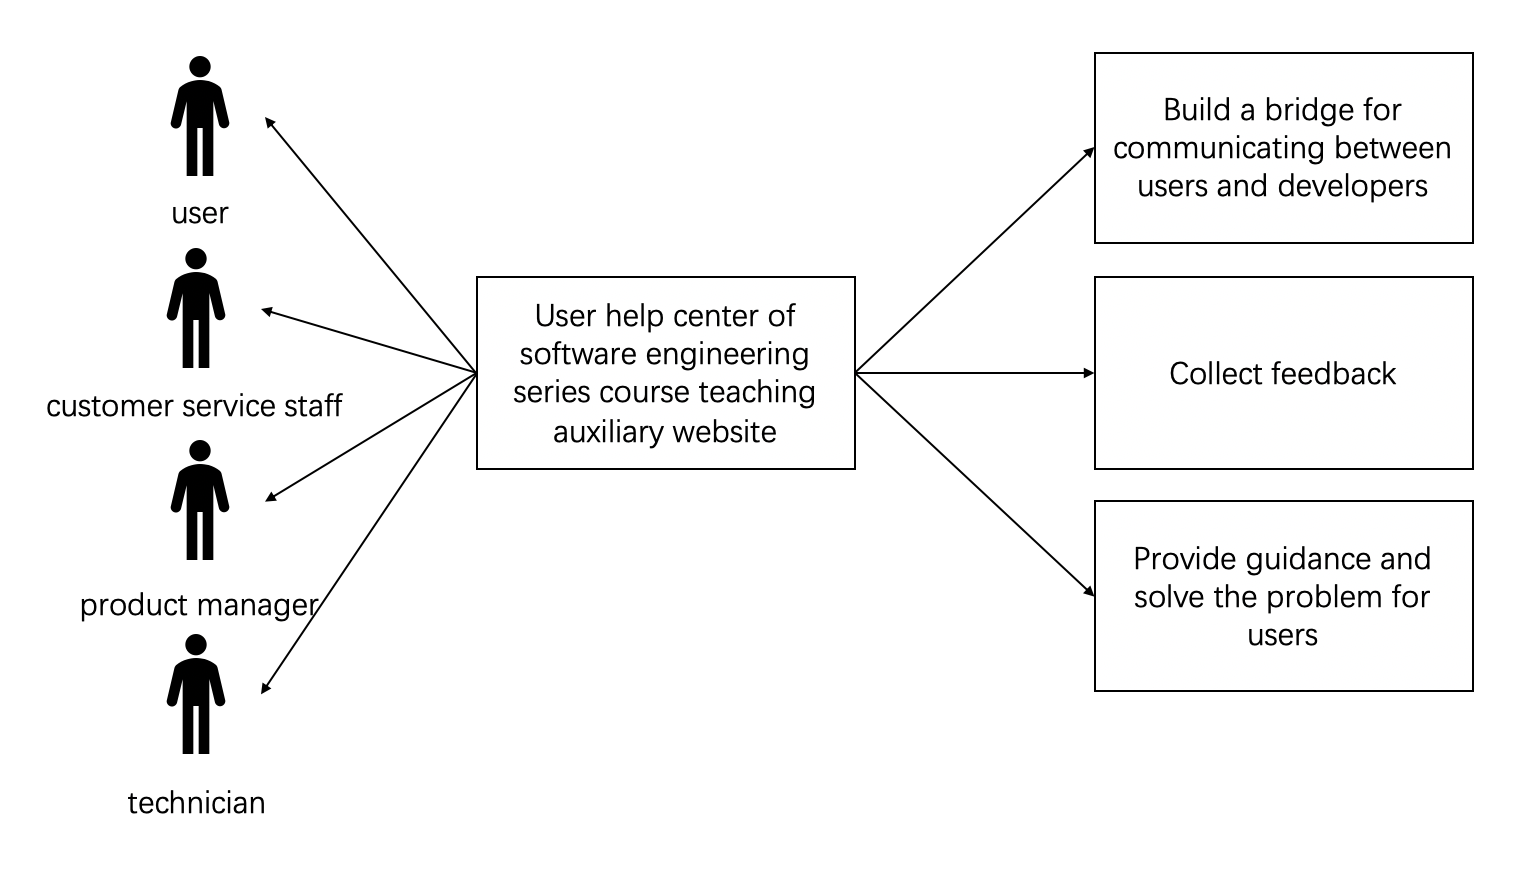 user
customer service staff
product manager
technician
User help center of
software engineering
series course teaching
auxiliary website
Build a bridge for
communicating between
users and developers
Collect feedback
Provide guidance and
solve the problem for
users